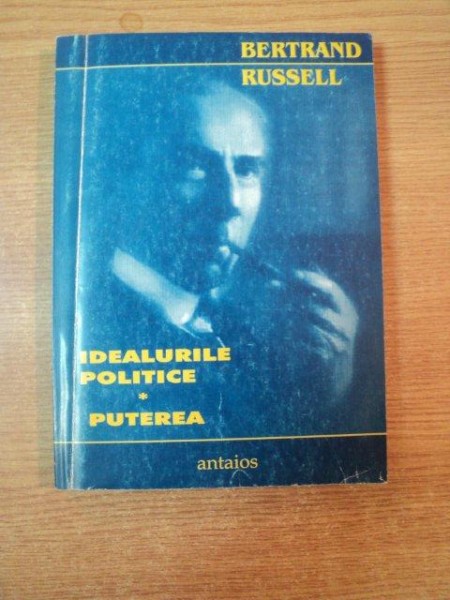 BERTRAND
RUSSELL
IDEALURILE
POLITICE
*
PUTEREA
antaios